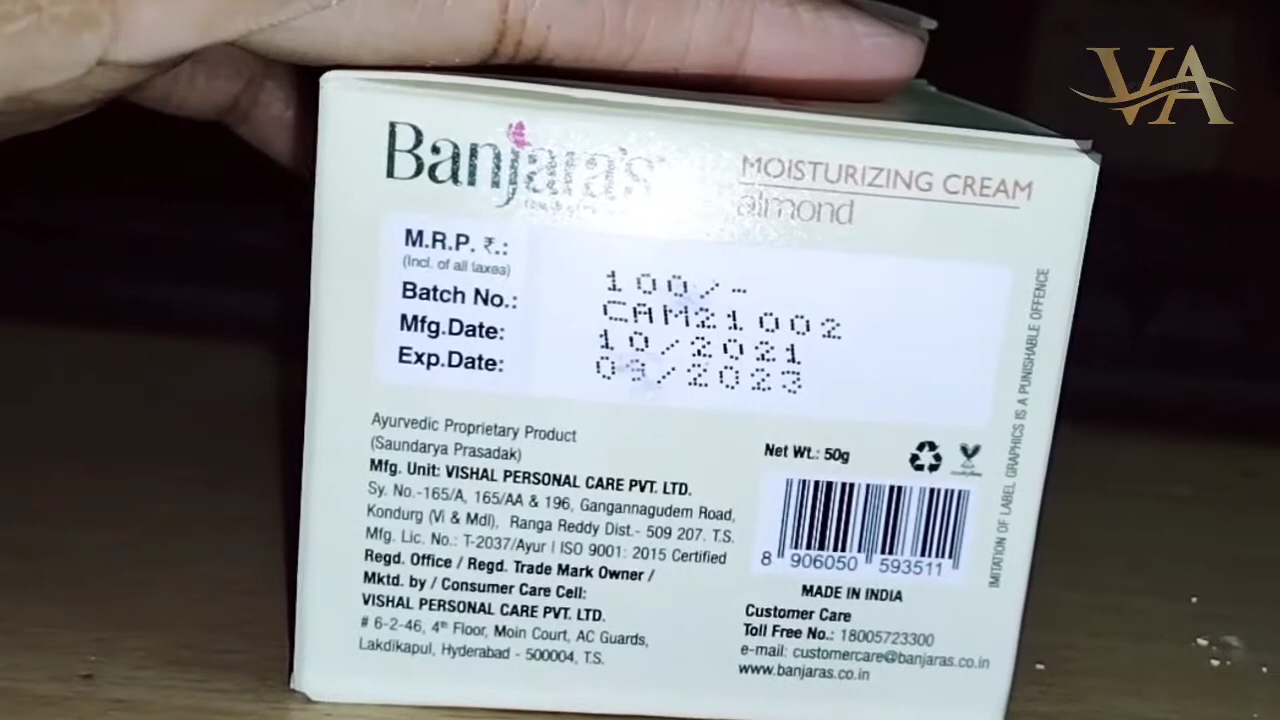 VA
Banjara's
MOISTURIZING CREAM
almond
M.R.P. ₹.: 100/-
(Incl. of all taxes)
Batch No.: CAM21002
Mfg.Date: 10/2021
Exp.Date: 09/2023
Ayurvedic Proprietary Product
(Saundarya Prasadak)
Mfg. Unit: VISHAL PERSONAL CARE PVT. LTD.
Sy. No.-165/A, 165/AA & 196, Gangannagudem Road,
Kondurg (Vi & Mdl), Ranga Reddy Dist.- 509 207. T.S.
Mfg. Lic. No.: T-2037/Ayur | ISO 9001: 2015 Certified
Regd. Office / Regd. Trade Mark Owner /
Mktd. by / Consumer Care Cell:
VISHAL PERSONAL CARE PVT. LTD.
# 6-2-46, 4th Floor, Moin Court, AC Guards,
Lakdikapul, Hyderabad - 500004, T.S.
Net Wt.: 50g
8 906050 593511
MADE IN INDIA
Customer Care
Toll Free No.: 18005723300
e-mail: customercare@banjaras.co.in
www.banjaras.co.in
IMITATION OF LABEL GRAPHICS IS A PUNISHABLE OFFENCE